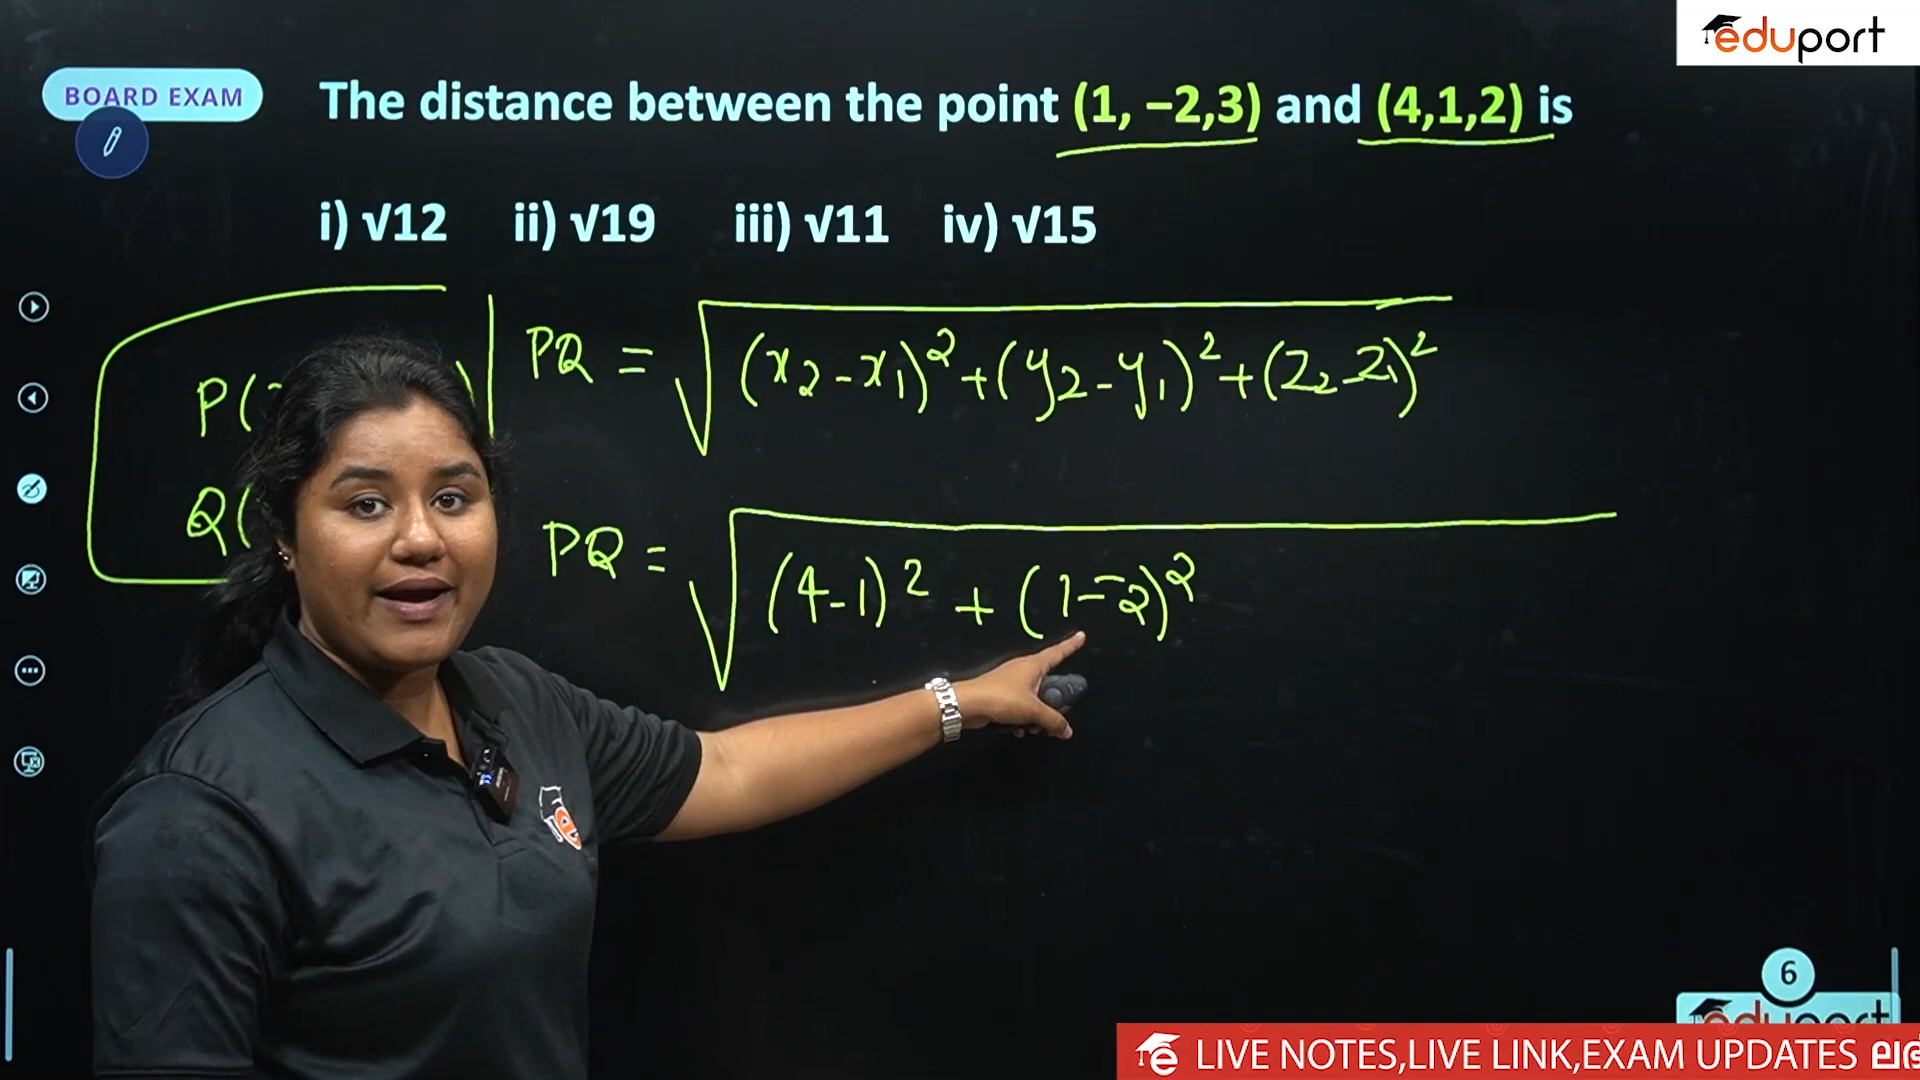 eduport
BOARD EXAM
The distance between the point (1, −2,3) and (4,1,2) is
i) √12 ii) √19 iii) √11 iv) √15
P(
Q(
PQ = √(x₂-x₁)²+(y₂-y₁)²+(z₂-z₁)²
PQ = √(4-1)² + (1-⁻2)²
6
eduport
LIVE NOTES,LIVE LINK,EXAM UPDATES